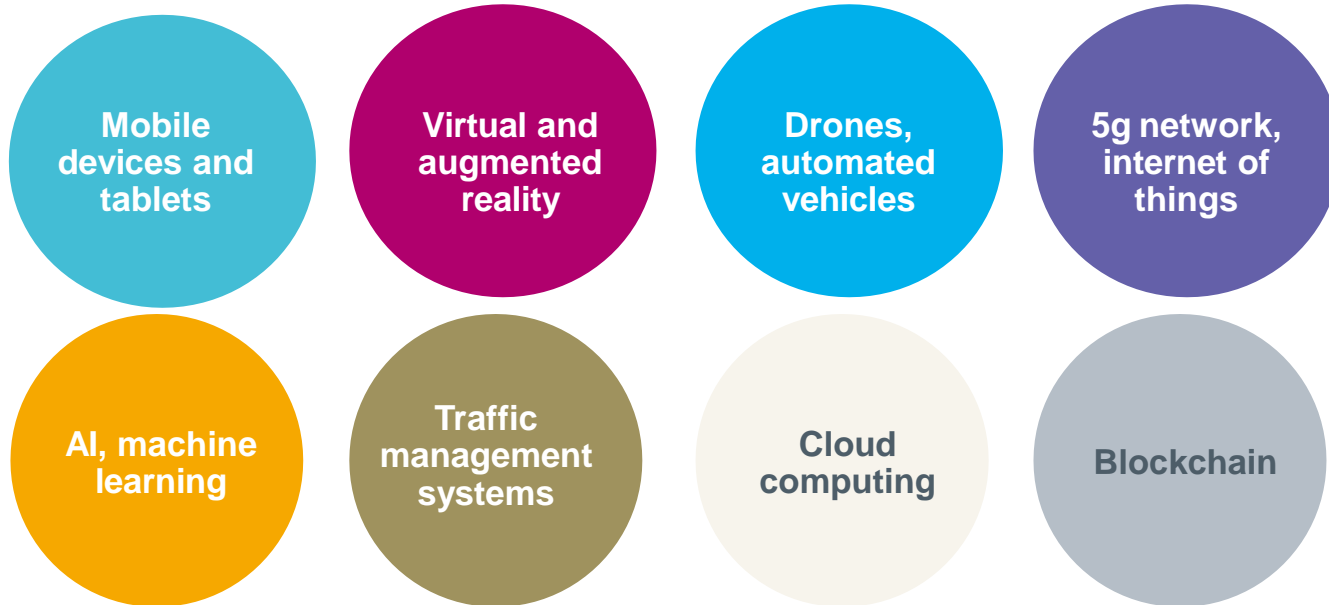 Mobile
devices and
tablets
Virtual and
augmented
reality
Drones,
automated
vehicles
5g network,
internet of
things
AI, machine
learning
Traffic
management
systems
Cloud
computing
Blockchain